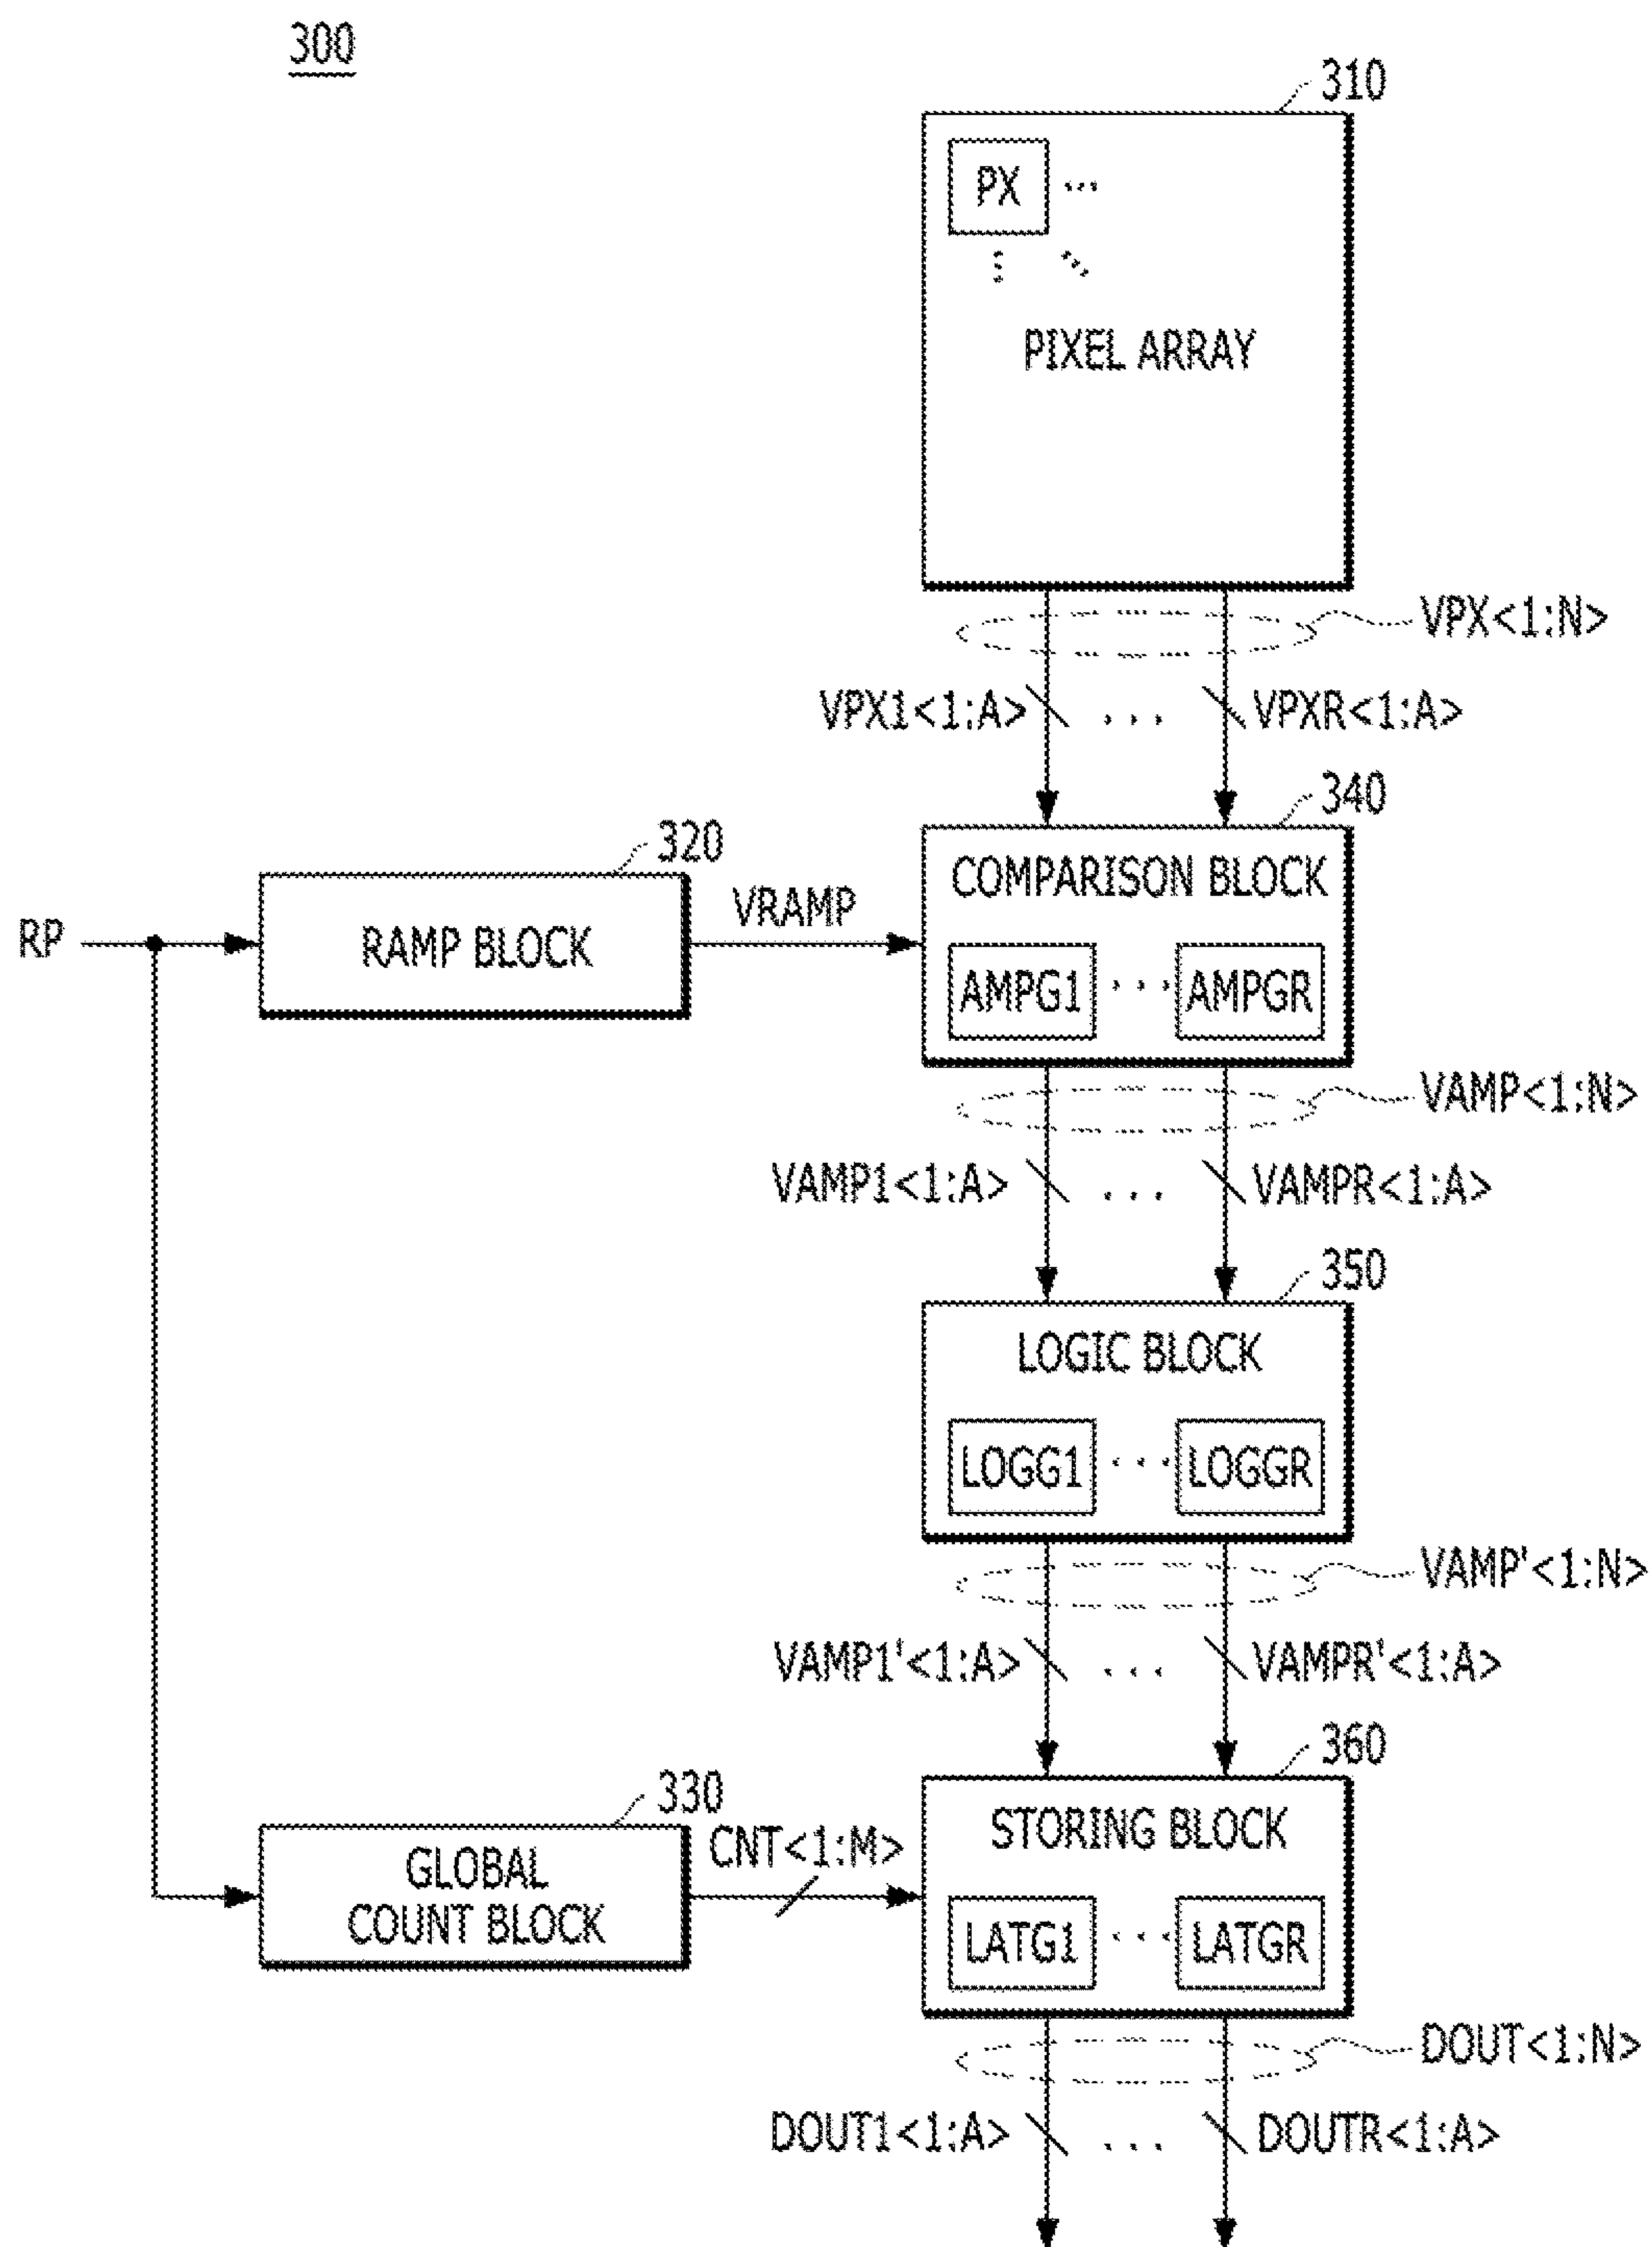 300
310
PX ...
PIXEL ARRAY
VPX<1:N>
VPX1<1:A> ... VPXR<1:A>
340
320
COMPARISON BLOCK
RP
RAMP BLOCK
VRAMP
AMPG1 ... AMPGR
VAMP<1:N>
VAMP1<1:A> ... VAMPR<1:A>
350
LOGIC BLOCK
LOGG1 ... LOGGR
VAMP'<1:N>
VAMP1'<1:A> ... VAMPR'<1:A>
360
330
STORING BLOCK
CNT<1:M>
GLOBAL
COUNT BLOCK
LATG1 ... LATGR
DOUT<1:N>
DOUT1<1:A> ... DOUTR<1:A>